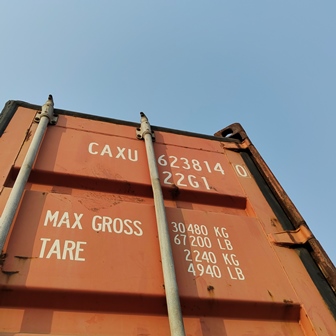 CAXU 623814 0
22G1
MAX GROSS 30480 KG
67200 LB
TARE 2240 KG
4940 LB